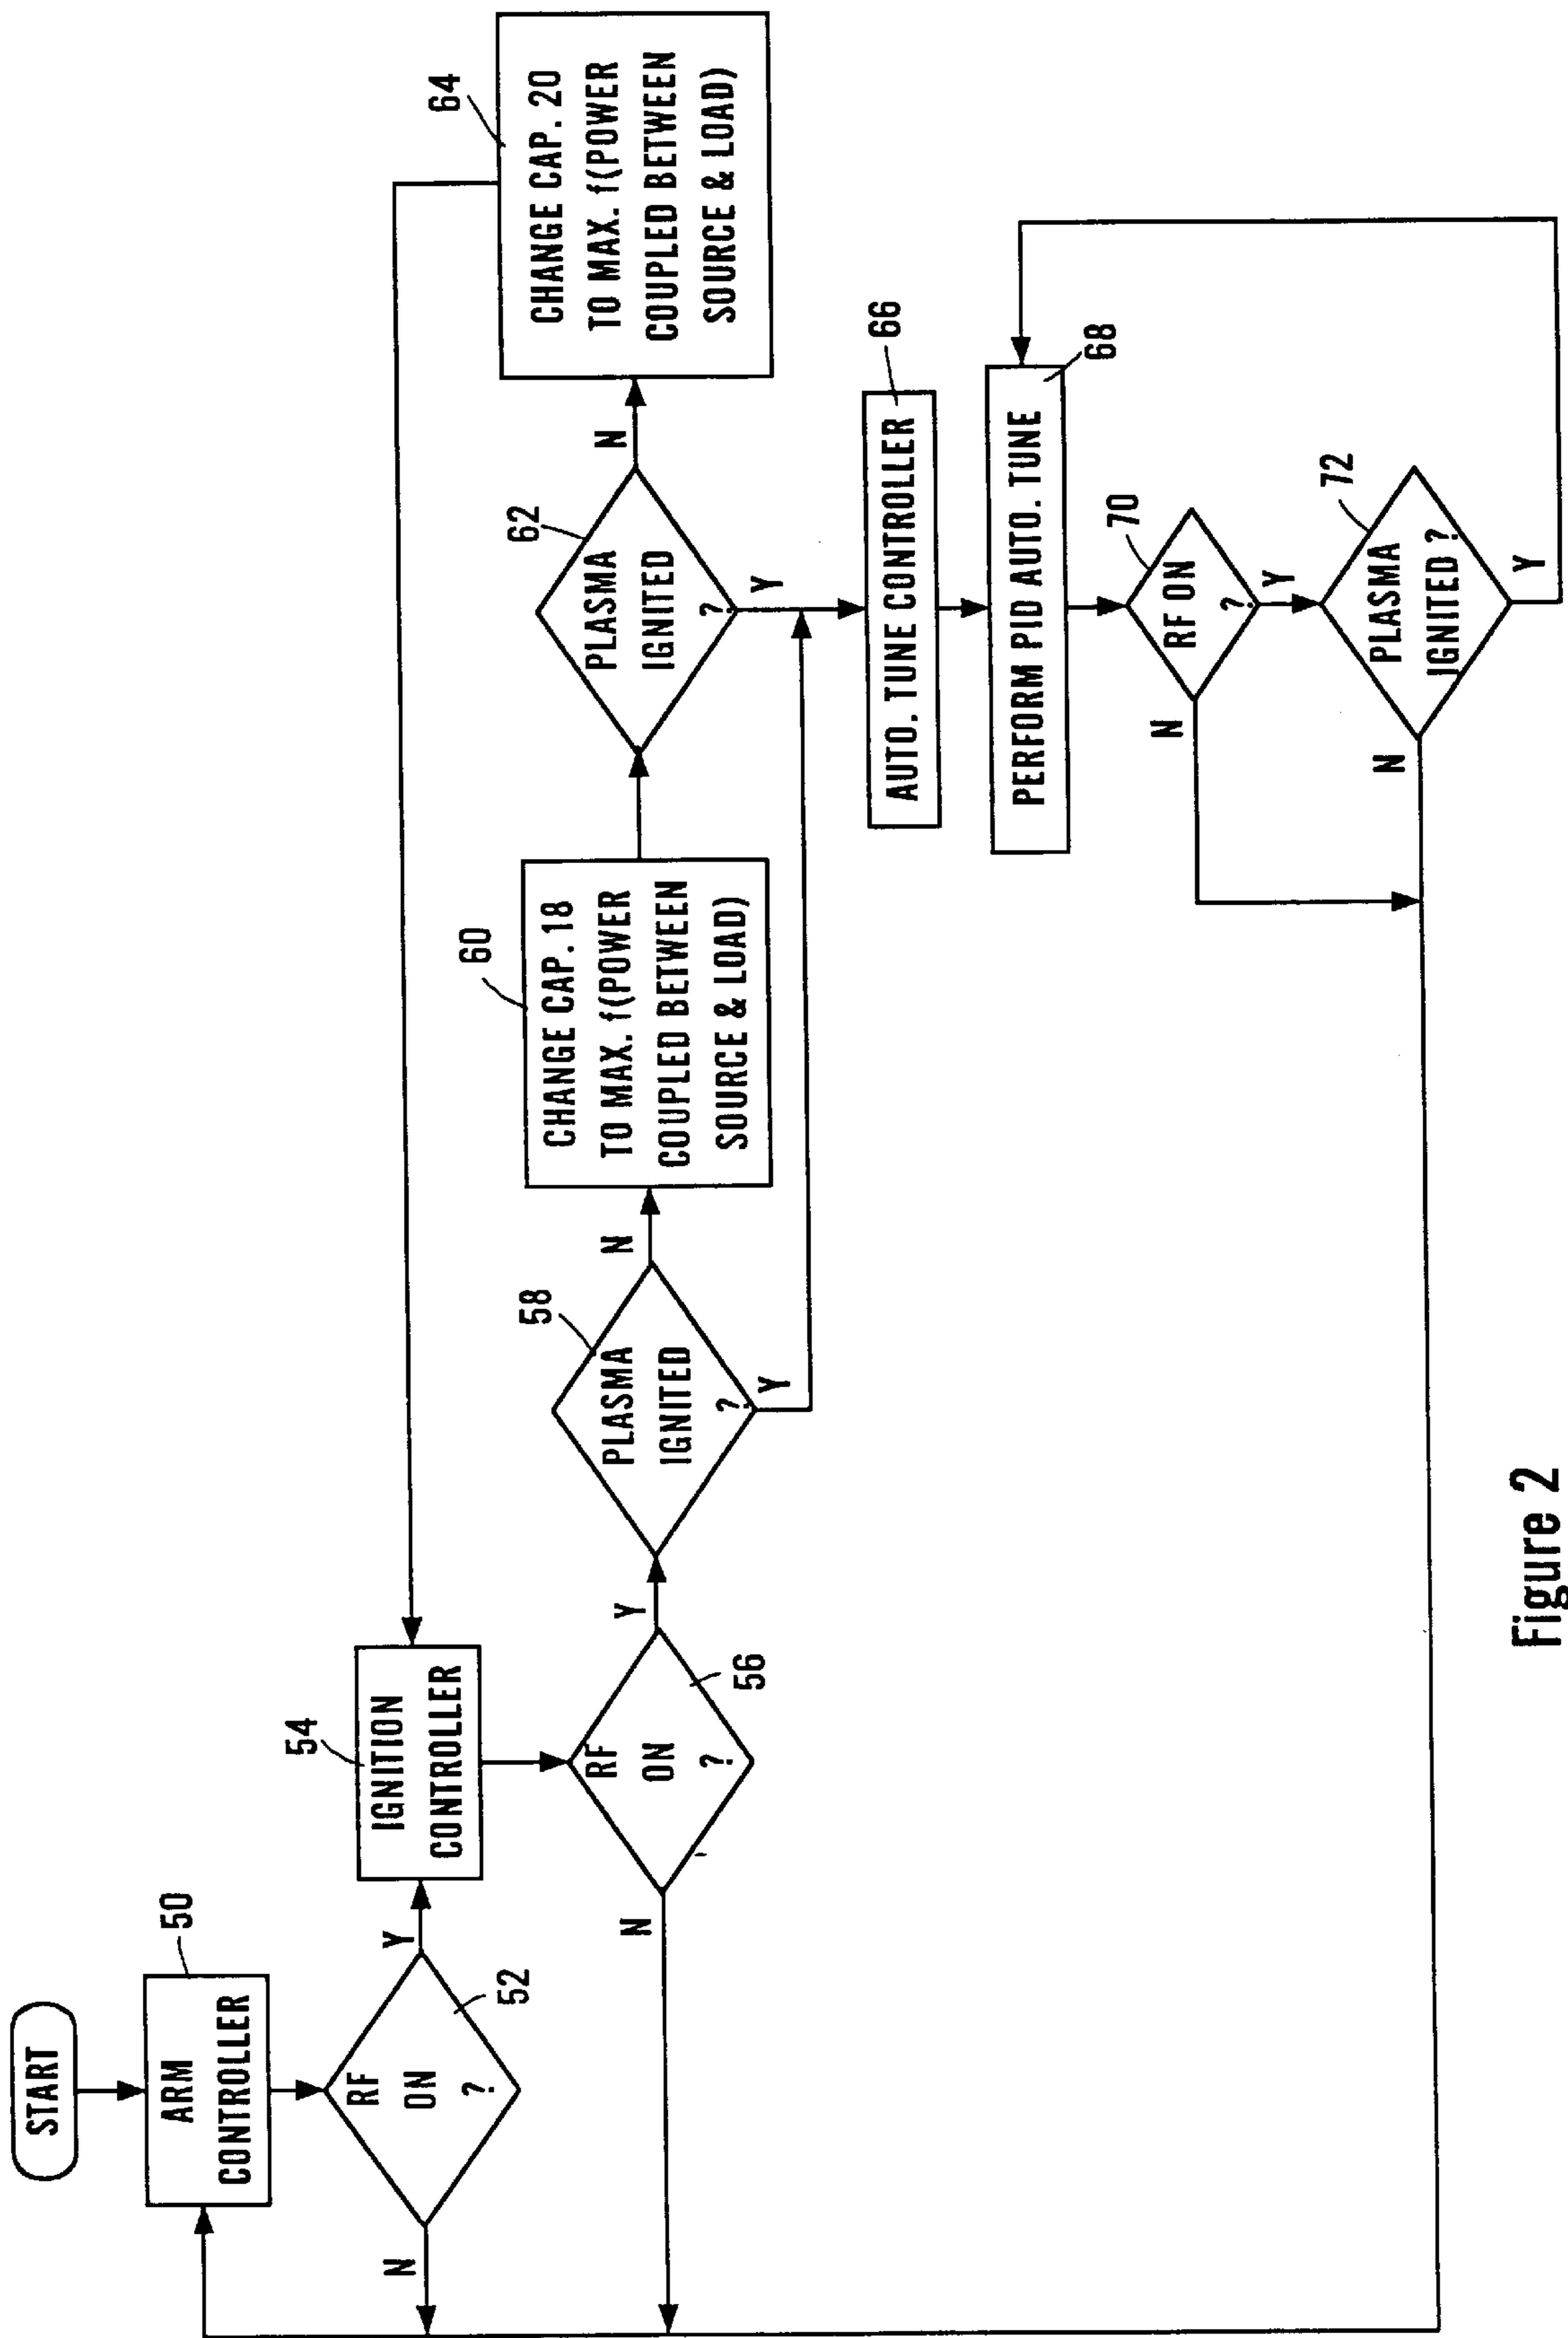 START
ARM
CONTROLLER
50
RF
ON
?
52
N
Y
IGNITION
CONTROLLER
54
RF
ON
?
56
N
Y
PLASMA
IGNITED
?
58
N
Y
CHANGE CAP. 18
TO MAX. f(POWER
COUPLED BETWEEN
SOURCE & LOAD)
60
PLASMA
IGNITED
?
62
N
Y
CHANGE CAP. 20
TO MAX. f(POWER
COUPLED BETWEEN
SOURCE & LOAD)
64
AUTO. TUNE CONTROLLER
66
PERFORM PID AUTO. TUNE
68
RF ON
?
70
N
Y
PLASMA
IGNITED ?
72
N
Y
Figure 2